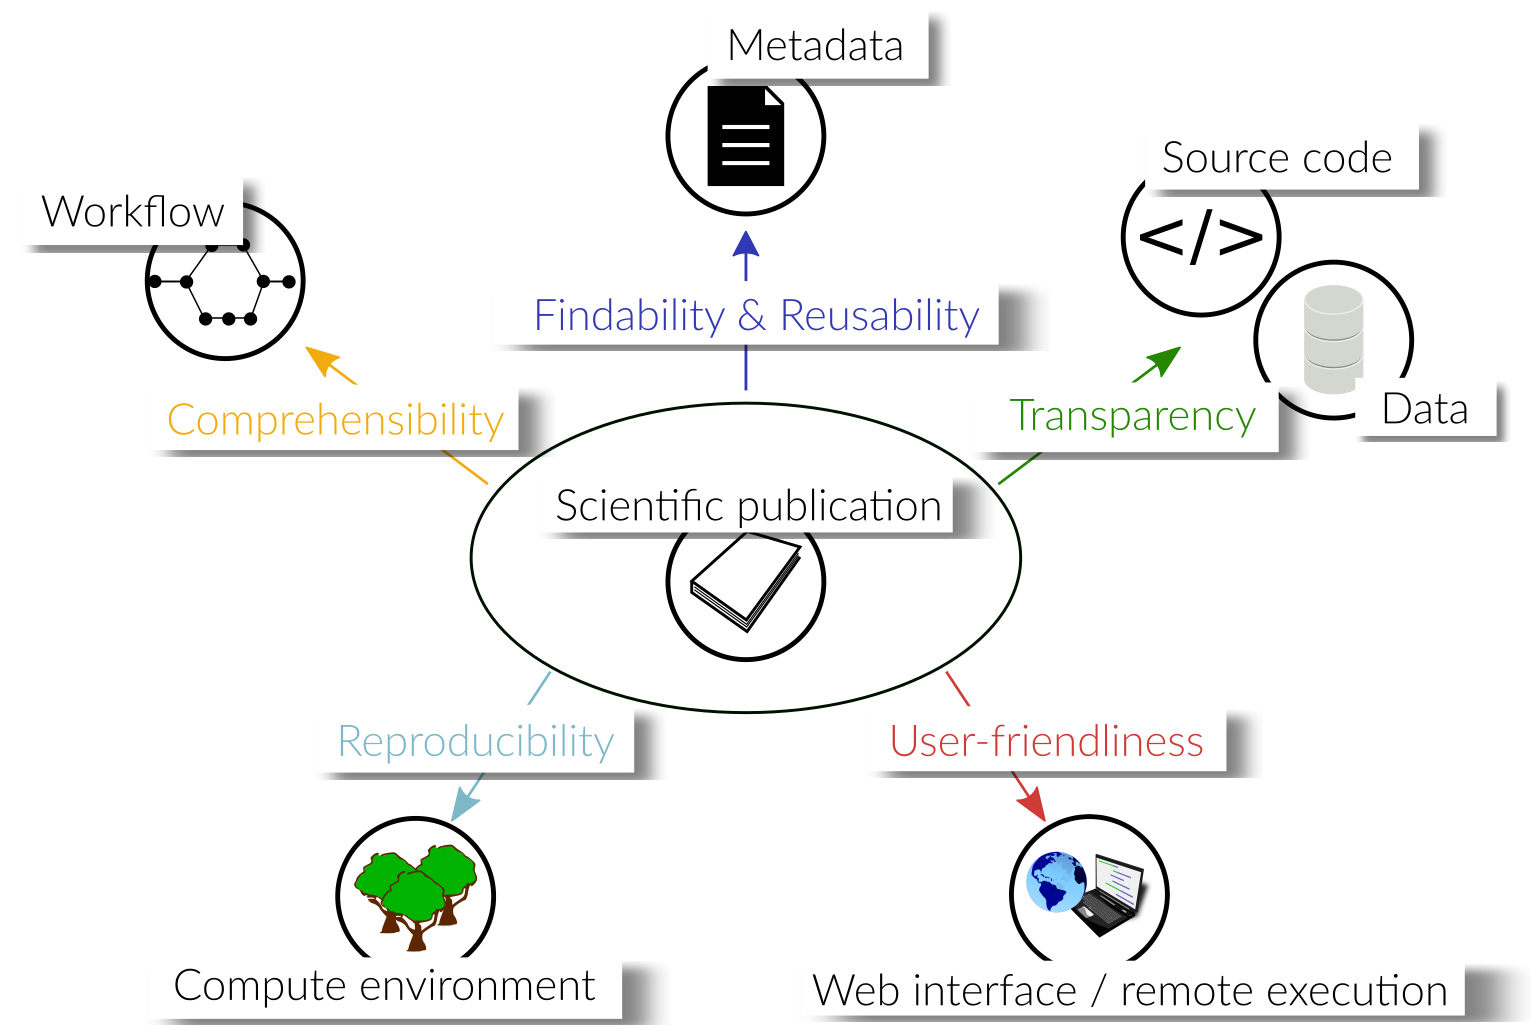 Metadata
Source code
</>
Workflow
Findability & Reusability
Data
Comprehensibility
Transparency
Scientific publication
Reproducibility
User-friendliness
Compute environment
Web interface / remote execution